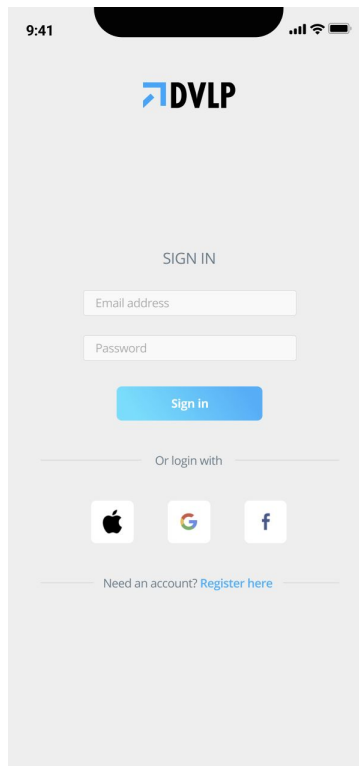 9:41
DVLP
SIGN IN
Email address
Password
Sign in
Or login with
G
f
Need an account? Register here